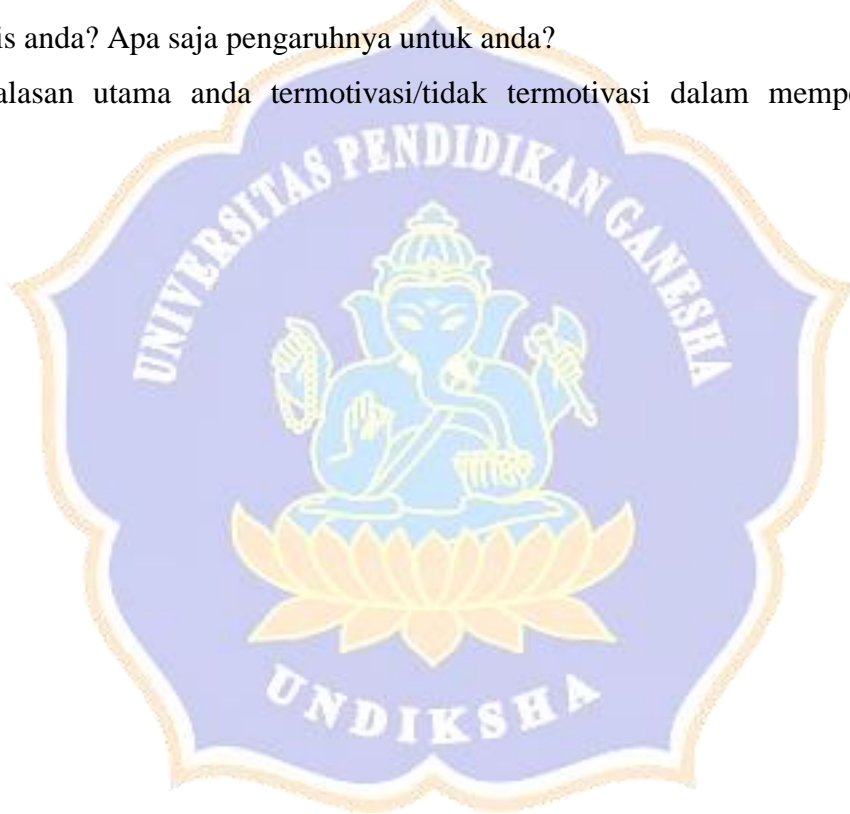 is anda? Apa saja pengaruhnya untuk anda?
alasan utama anda termotivasi/tidak termotivasi dalam memp
UNIVERSITAS PENDIDIKAN GANESHA
UNDIKSHA